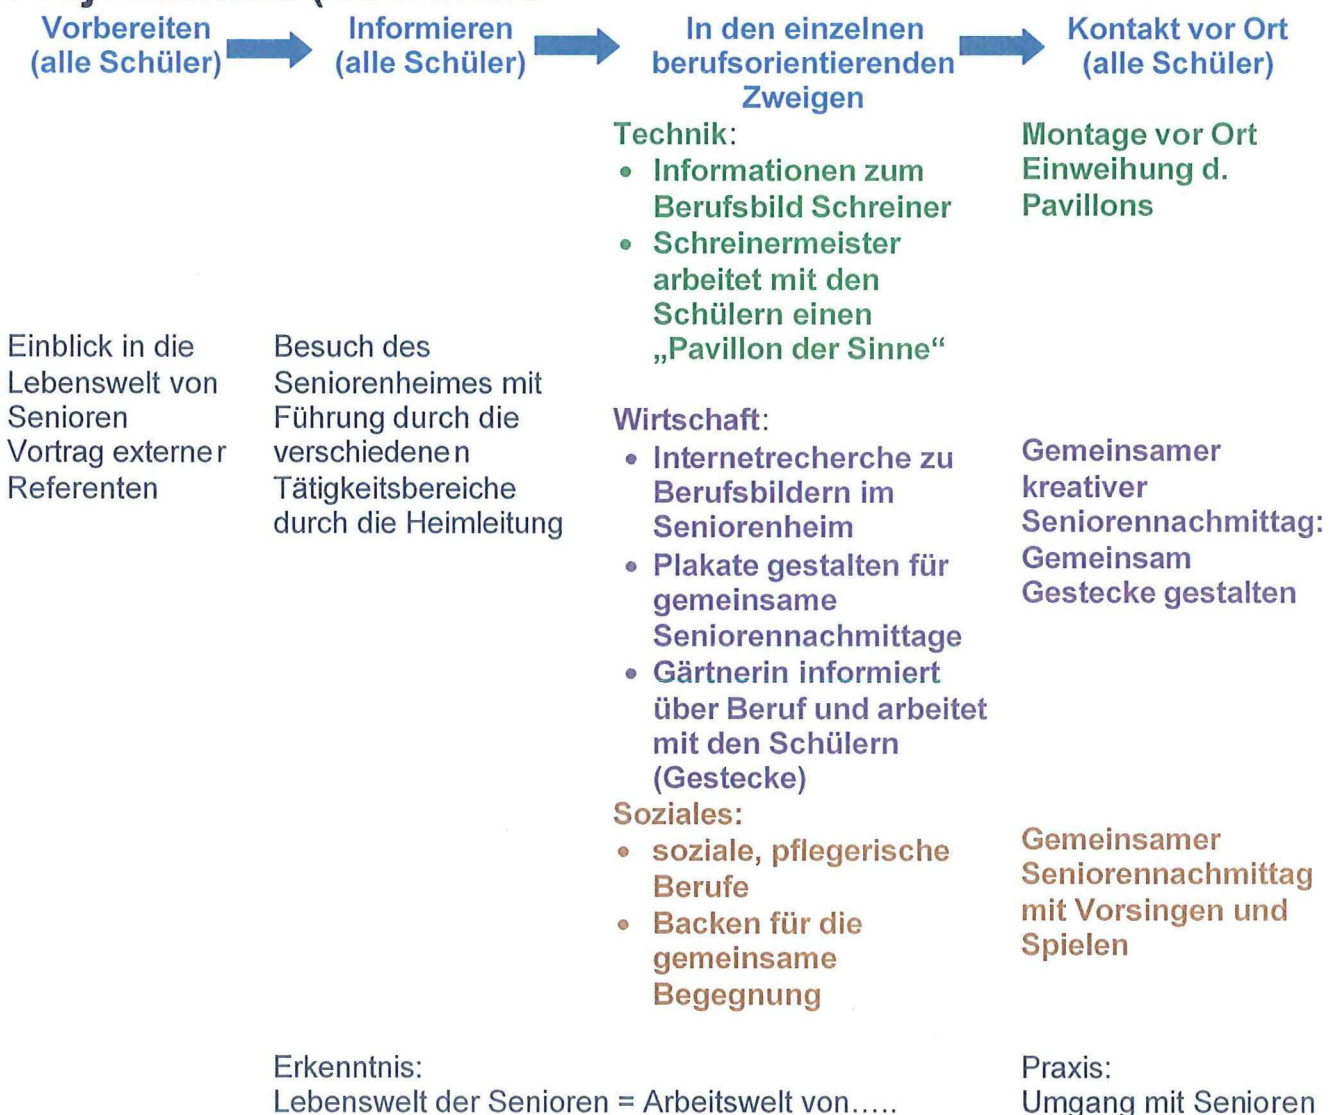 Vorbereiten
(alle Schüler)
Informieren
(alle Schüler)
In den einzelnen
berufsorientierenden
Zweigen
Kontakt vor Ort
(alle Schüler)
Einblick in die
Lebenswelt von
Senioren
Vortrag externer
Referenten
Besuch des
Seniorenheimes mit
Führung durch die
verschiedenen
Tätigkeitsbereiche
durch die Heimleitung
Technik:
• Informationen zum
Berufsbild Schreiner
• Schreinermeister
arbeitet mit den
Schülern einen
„Pavillon der Sinne“
Montage vor Ort
Einweihung d.
Pavillons
Wirtschaft:
• Internetrecherche zu
Berufsbildern im
Seniorenheim
• Plakate gestalten für
gemeinsame
Seniorennachmittage
• Gärtnerin informiert
über Beruf und arbeitet
mit den Schülern
(Gestecke)
Gemeinsamer
kreativer
Seniorennachmittag:
Gemeinsam
Gestecke gestalten
Soziales:
• soziale, pflegerische
Berufe
• Backen für die
gemeinsame
Begegnung
Gemeinsamer
Seniorennachmittag
mit Vorsingen und
Spielen
Erkenntnis:
Lebenswelt der Senioren = Arbeitswelt von.....
Praxis:
Umgang mit Senioren